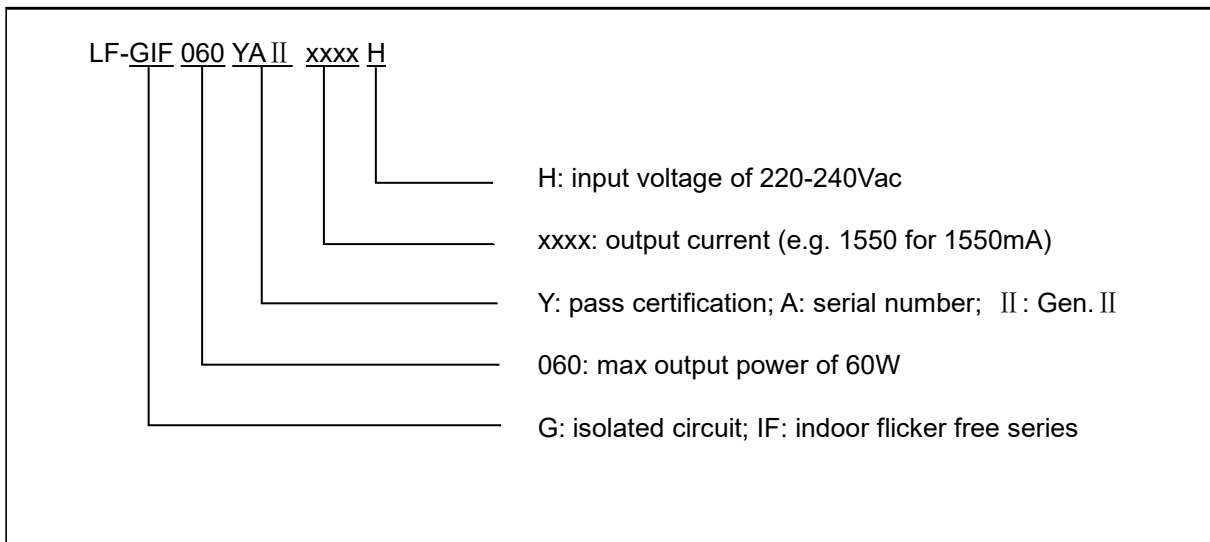 LF-GIF 060 YAⅡ xxxx H
H: input voltage of 220-240Vac
xxxx: output current (e.g. 1550 for 1550mA)
Y: pass certification; A: serial number; Ⅱ: Gen.Ⅱ
060: max output power of 60W
G: isolated circuit; IF: indoor flicker free series